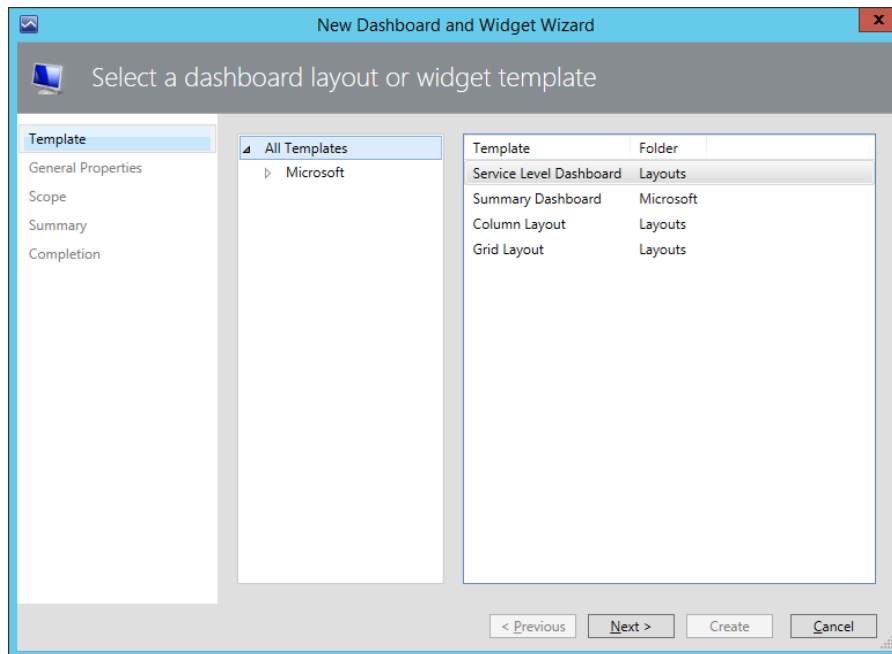 New Dashboard and Widget Wizard
x
Select a dashboard layout or widget template
Template
General Properties
Scope
Summary
Completion
All Templates
Microsoft
Template Folder
Service Level Dashboard Layouts
Summary Dashboard Microsoft
Column Layout Layouts
Grid Layout Layouts
< Previous Next > Create Cancel